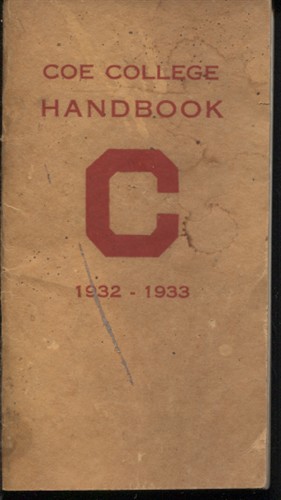 COE COLLEGE
HANDBOOK
C
1932 - 1933